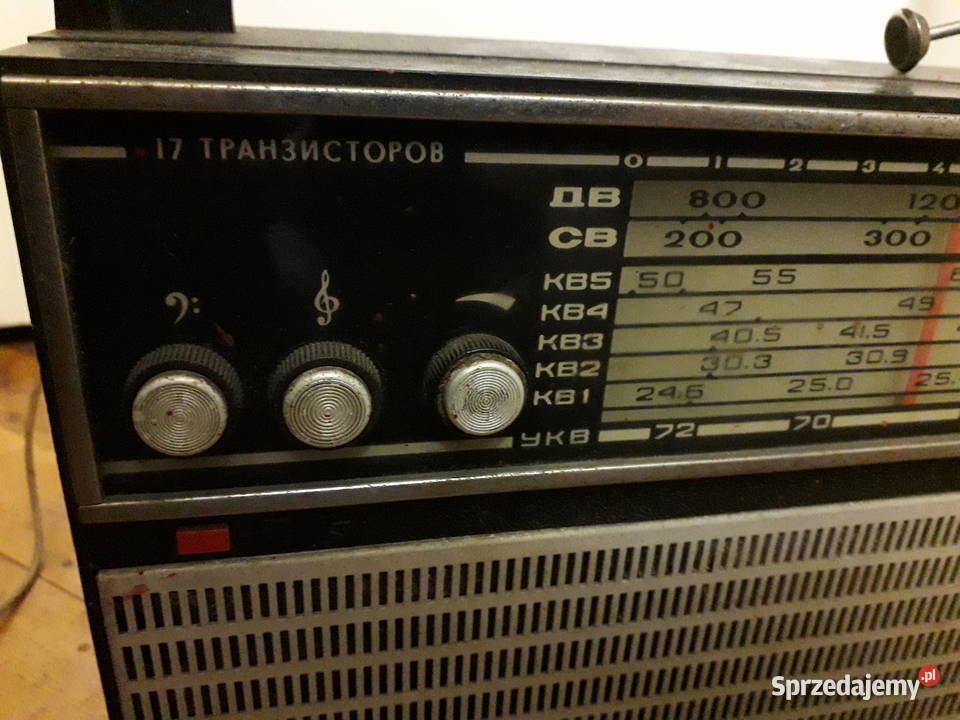 17 ТРАНЗИСТОРОВ 0 1 2 3 4
ДВ 800 120
СВ 200 300
КВ5 50 55
КВ4 47 49
КВ3 40.5 41.5
КВ2 30.3 30.9
КВ1 24.6 25.0 25.
УКВ 72 70
Sprzedajemy.pl